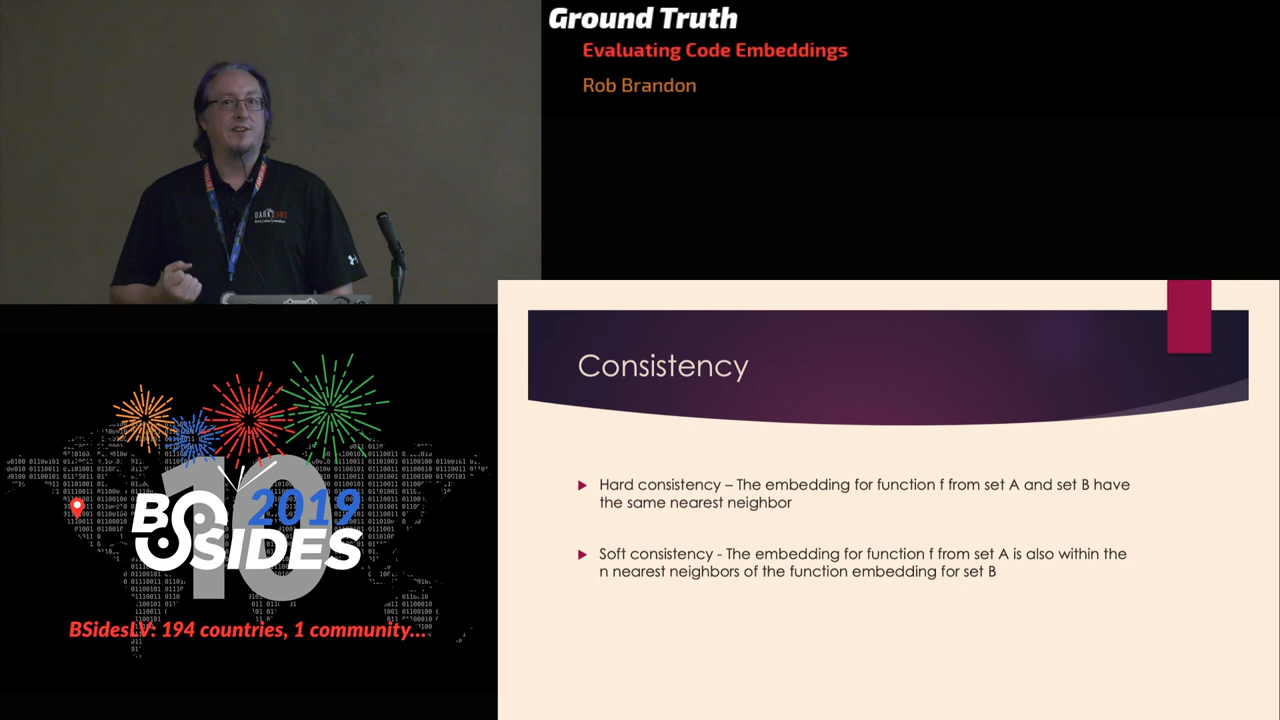 Ground Truth
Evaluating Code Embeddings
Rob Brandon
Consistency
Hard consistency – The embedding for function f from set A and set B have
the same nearest neighbor
Soft consistency - The embedding for function f from set A is also within the
n nearest neighbors of the function embedding for set B
10
2019
BSIDES
BSidesLV: 194 countries, 1 community...